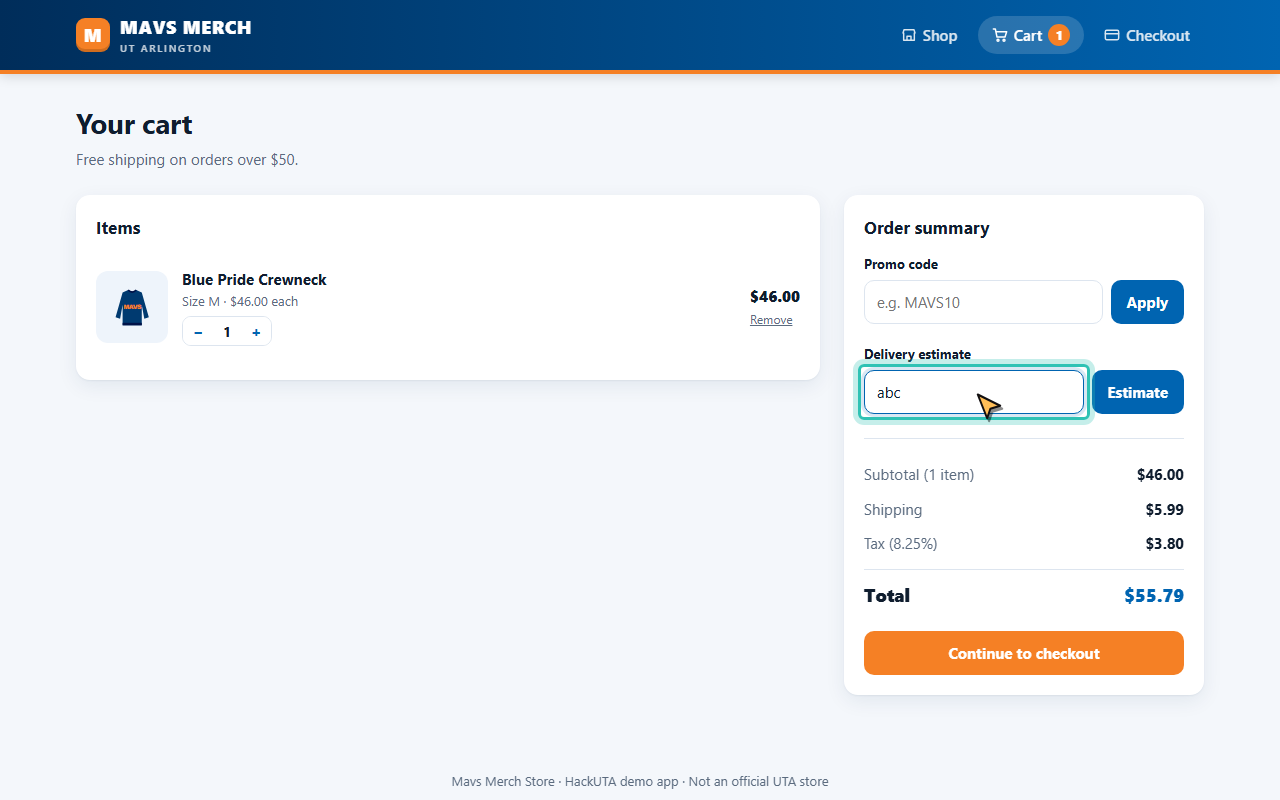 M
MAVS MERCH
UT ARLINGTON
Shop
Cart 1
Checkout
Your cart
Free shipping on orders over $50.
Items
MAVS
Blue Pride Crewneck
Size M · $46.00 each
− 1 +
$46.00
Remove
Order summary
Promo code
e.g. MAVS10
Apply
Delivery estimate
abc
Estimate
Subtotal (1 item) $46.00
Shipping $5.99
Tax (8.25%) $3.80
Total $55.79
Continue to checkout
Mavs Merch Store · HackUTA demo app · Not an official UTA store